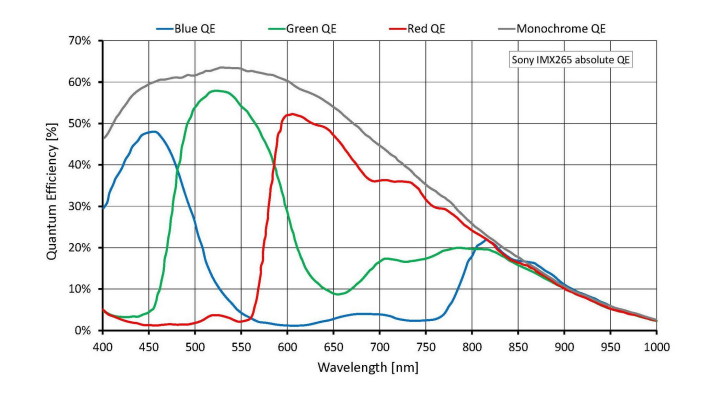 Blue QE Green QE Red QE Monochrome QE
Sony IMX265 absolute QE
Quantum Efficiency [%]
70%
60%
50%
40%
30%
20%
10%
0%
400 450 500 550 600 650 700 750 800 850 900 950 1000
Wavelength [nm]